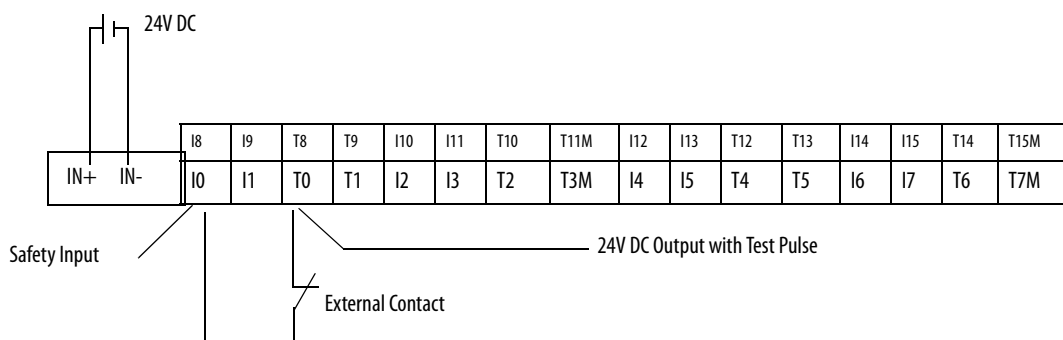 24V DC
I8 I9 T8 T9 I10 I11 T10 T11M I12 I13 T12 T13 I14 I15 T14 T15M
IN+ IN- I0 I1 T0 T1 I2 I3 T2 T3M I4 I5 T4 T5 I6 I7 T6 T7M
Safety Input
24V DC Output with Test Pulse
External Contact